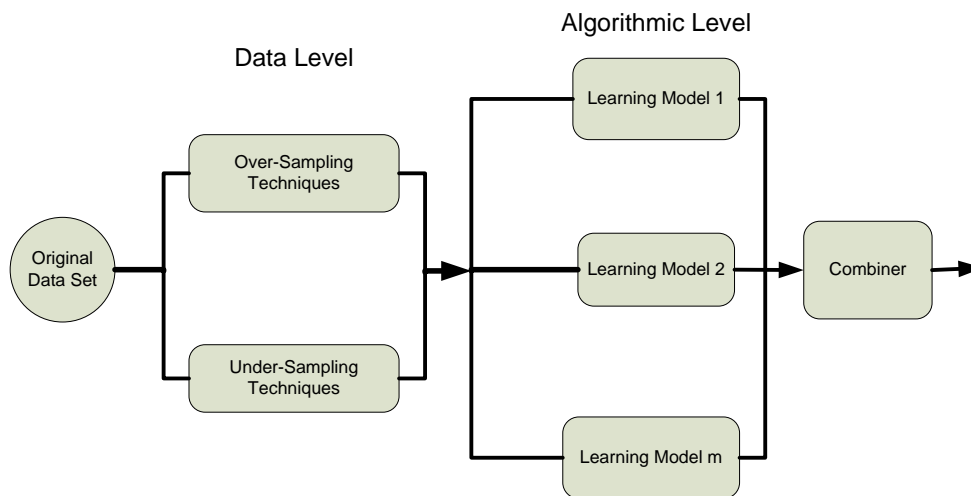 Algorithmic Level
Data Level
Learning Model 1
Over-Sampling
Techniques
Original
Data Set
Learning Model 2
Combiner
Under-Sampling
Techniques
Learning Model m